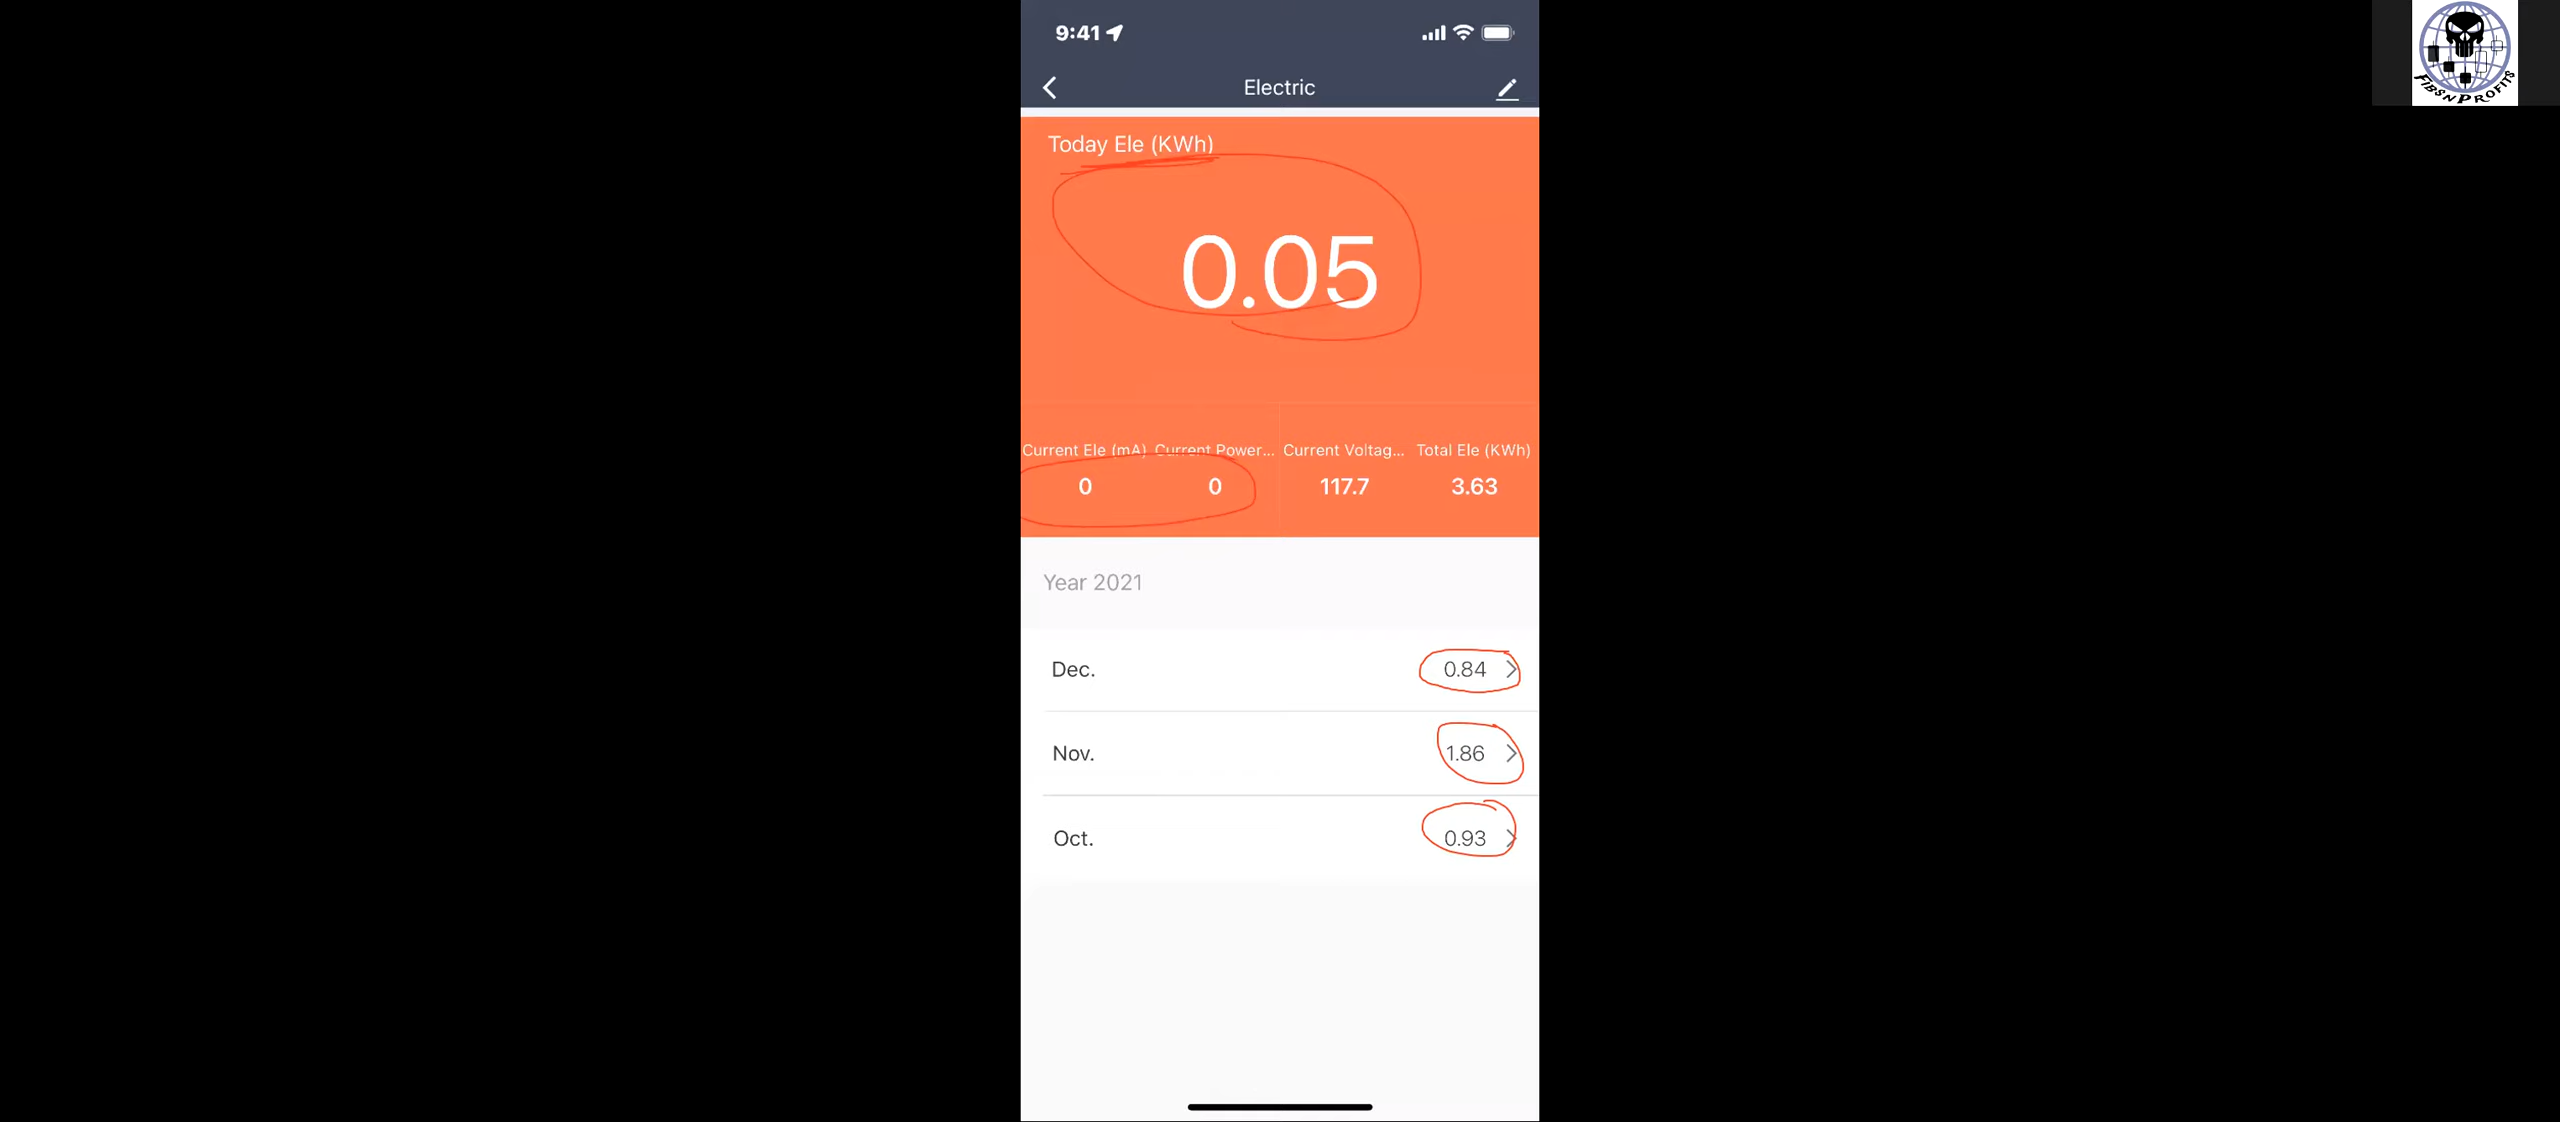 9:41
Electric
Today Ele (KWh)
0.05
Current Ele (mA) Current Power... Current Voltag... Total Ele (KWh)
0 0 117.7 3.63
Year 2021
Dec. 0.84
Nov. 1.86
Oct. 0.93
FIBSNPROFITS